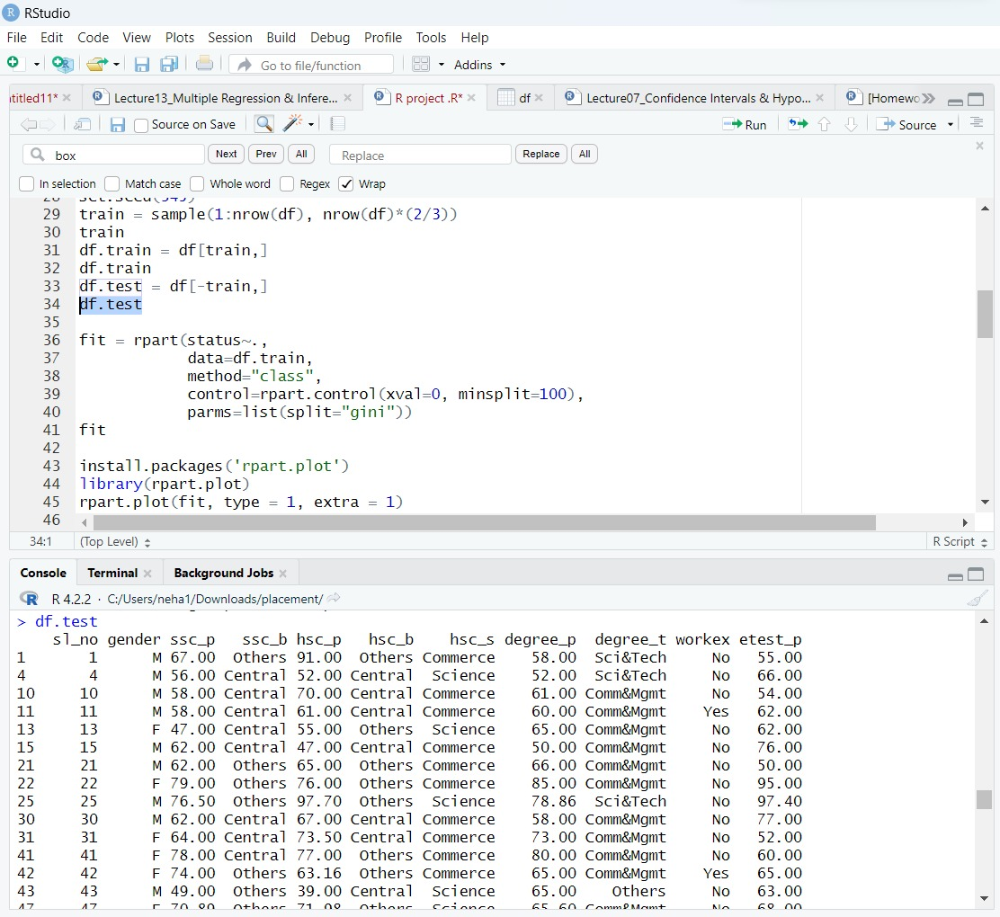 RStudio
File Edit Code View Plots Session Build Debug Profile Tools Help
Go to file/function Addins
ntitled11* Lecture13_Multiple Regression & Infere... R project .R* df Lecture07_Confidence Intervals & Hypo... [Homewo
Source on Save Run Source
box Next Prev All Replace Replace All
In selection Match case Whole word Regex Wrap
28 set.seed(545)
29 train = sample(1:nrow(df), nrow(df)*(2/3))
30 train
31 df.train = df[train,]
32 df.train
33 df.test = df[-train,]
34 df.test
35
36 fit = rpart(status~.,
37 data=df.train,
38 method="class",
39 control=rpart.control(xval=0, minsplit=100),
40 parms=list(split="gini"))
41 fit
42
43 install.packages('rpart.plot')
44 library(rpart.plot)
45 rpart.plot(fit, type = 1, extra = 1)
46
34:1 (Top Level) R Script
Console Terminal Background Jobs
R 4.2.2 · C:/Users/neha1/Downloads/placement/
> df.test
sl_no gender ssc_p ssc_b hsc_p hsc_b hsc_s degree_p degree_t workex etest_p
1 1 M 67.00 Others 91.00 Others Commerce 58.00 Sci&Tech No 55.00
4 4 M 56.00 Central 52.00 Central Science 52.00 Sci&Tech No 66.00
10 10 M 58.00 Central 70.00 Central Commerce 61.00 Comm&Mgmt No 54.00
11 11 M 58.00 Central 61.00 Central Commerce 60.00 Comm&Mgmt Yes 62.00
13 13 F 47.00 Central 55.00 Others Science 65.00 Comm&Mgmt No 62.00
15 15 M 62.00 Central 47.00 Central Commerce 50.00 Comm&Mgmt No 76.00
21 21 M 62.00 Others 65.00 Others Commerce 66.00 Comm&Mgmt No 50.00
22 22 F 79.00 Others 76.00 Others Commerce 85.00 Comm&Mgmt No 95.00
25 25 M 76.50 Others 97.70 Others Science 78.86 Sci&Tech No 97.40
30 30 M 62.00 Central 67.00 Central Commerce 58.00 Comm&Mgmt No 77.00
31 31 F 64.00 Central 73.50 Central Commerce 73.00 Comm&Mgmt No 52.00
41 41 F 78.00 Central 77.00 Others Commerce 80.00 Comm&Mgmt No 60.00
42 42 F 74.00 Others 63.16 Others Commerce 65.00 Comm&Mgmt Yes 65.00
43 43 M 49.00 Others 39.00 Central Science 65.00 Others No 63.00
47 47 F 70.89 Others 71.98 Others Science 65.60 Comm&Mgmt No 68.00